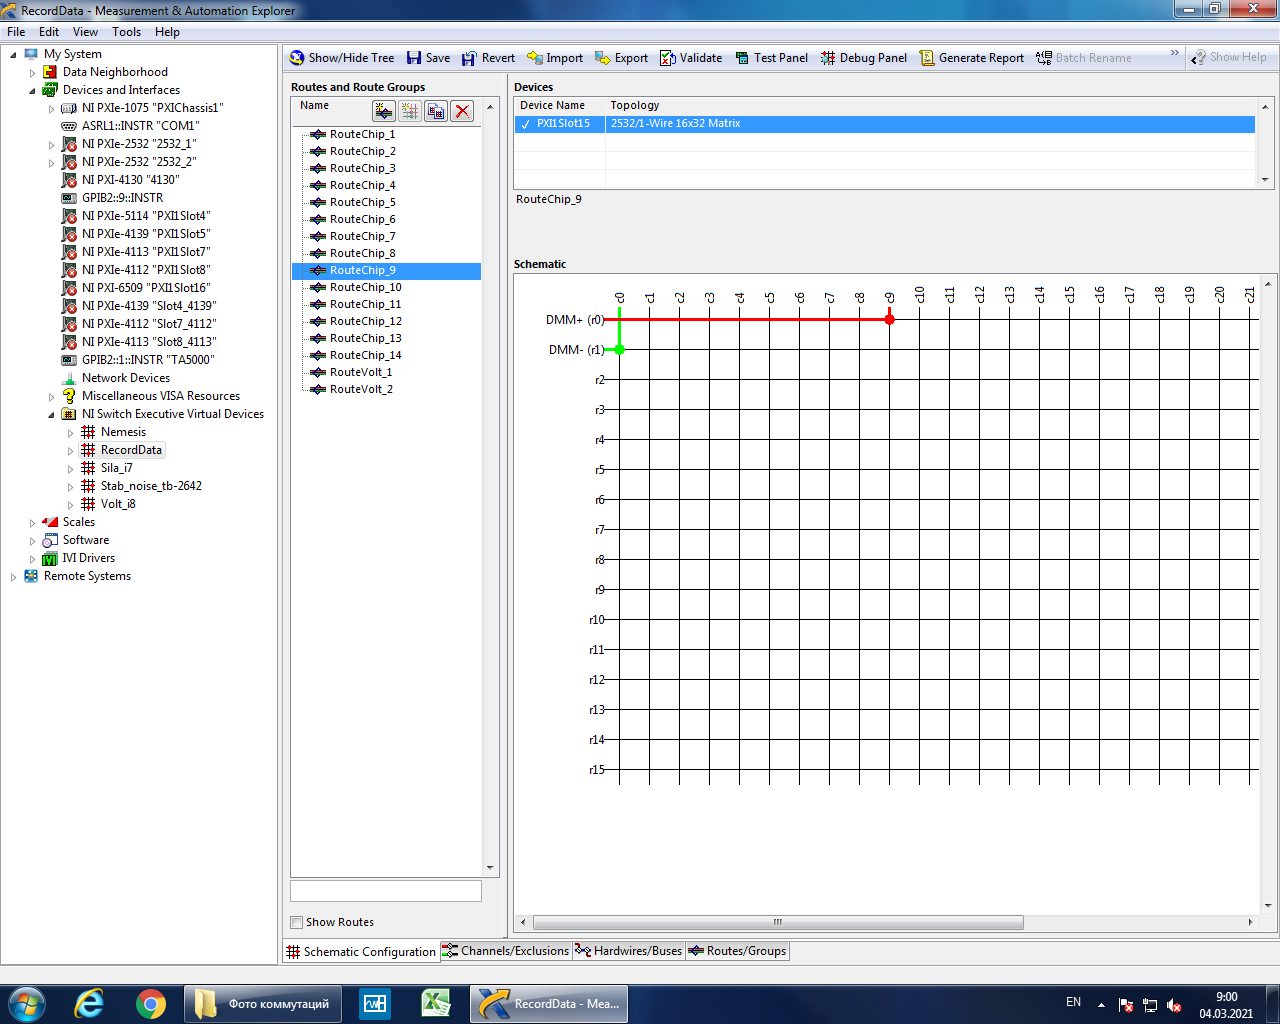 RecordData - Measurement & Automation Explorer
File Edit View Tools Help
My System
Data Neighborhood
Devices and Interfaces
NI PXIe-1075 "PXIChassis1"
ASRL1::INSTR "COM1"
NI PXIe-2532 "2532_1"
NI PXIe-2532 "2532_2"
NI PXI-4130 "4130"
GPIB2::9::INSTR
NI PXIe-5114 "PXI1Slot4"
NI PXIe-4139 "PXI1Slot5"
NI PXIe-4113 "PXI1Slot7"
NI PXIe-4112 "PXI1Slot8"
NI PXI-6509 "PXI1Slot16"
NI PXIe-4139 "Slot4_4139"
NI PXIe-4112 "Slot7_4112"
NI PXIe-4113 "Slot8_4113"
GPIB2::1::INSTR "TA5000"
Network Devices
Miscellaneous VISA Resources
NI Switch Executive Virtual Devices
Nemesis
RecordData
Sila_i7
Stab_noise_tb-2642
Volt_i8
Scales
Software
IVI Drivers
Remote Systems
Show/Hide Tree Save Revert Import Export Validate Test Panel Debug Panel Generate Report Batch Rename » Show Help
Routes and Route Groups
Name
RouteChip_1
RouteChip_2
RouteChip_3
RouteChip_4
RouteChip_5
RouteChip_6
RouteChip_7
RouteChip_8
RouteChip_9
RouteChip_10
RouteChip_11
RouteChip_12
RouteChip_13
RouteChip_14
RouteVolt_1
RouteVolt_2
Show Routes
Devices
Device Name Topology
PXI1Slot15 2532/1-Wire 16x32 Matrix
RouteChip_9
Schematic
c0 c1 c2 c3 c4 c5 c6 c7 c8 c9 c10 c11 c12 c13 c14 c15 c16 c17 c18 c19 c20 c21
DMM+ (r0)
DMM- (r1)
r2
r3
r4
r5
r6
r7
r8
r9
r10
r11
r12
r13
r14
r15
Schematic Configuration Channels/Exclusions Hardwires/Buses Routes/Groups
Фото коммутаций
RecordData - Mea...
EN
9:00
04.03.2021